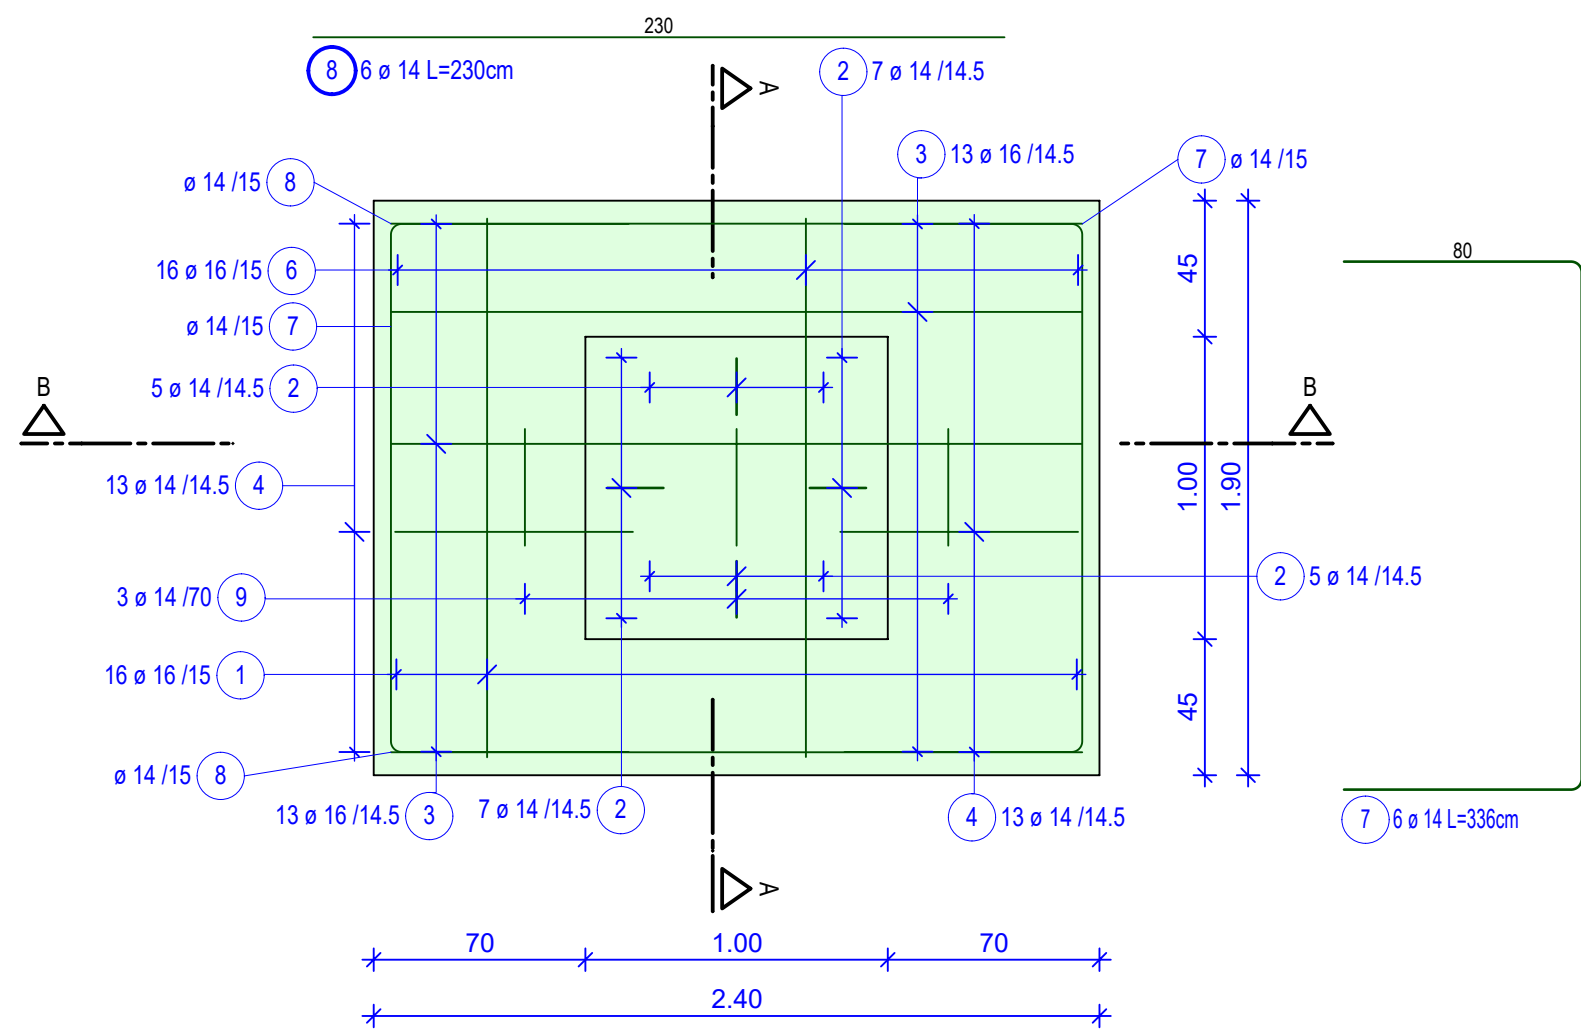 230
8 6 ø 14 L=230cm
A
2 7 ø 14 /14.5
3 13 ø 16 /14.5
7 ø 14 /15
ø 14 /15 8
16 ø 16 /15 6
45
80
ø 14 /15 7
5 ø 14 /14.5 2
B
B
13 ø 14 /14.5 4
1.00
1.90
2 5 ø 14 /14.5
3 ø 14 /70 9
16 ø 16 /15 1
45
ø 14 /15 8
13 ø 16 /14.5 3
7 ø 14 /14.5 2
4 13 ø 14 /14.5
7 6 ø 14 L=336cm
A
70
1.00
70
2.40